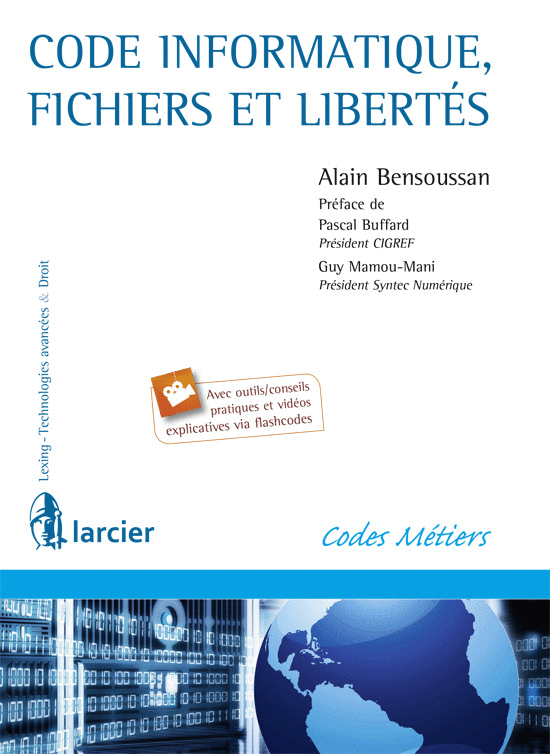 CODE INFORMATIQUE,
FICHIERS ET LIBERTÉS
Alain Bensoussan
Préface de
Pascal Buffard
Président CIGREF
Guy Mamou-Mani
Président Syntec Numérique
Lexing - Technologies avancées & Droit
Avec outils/conseils
pratiques et vidéos
explicatives via flashcodes
larcier
Codes Métiers